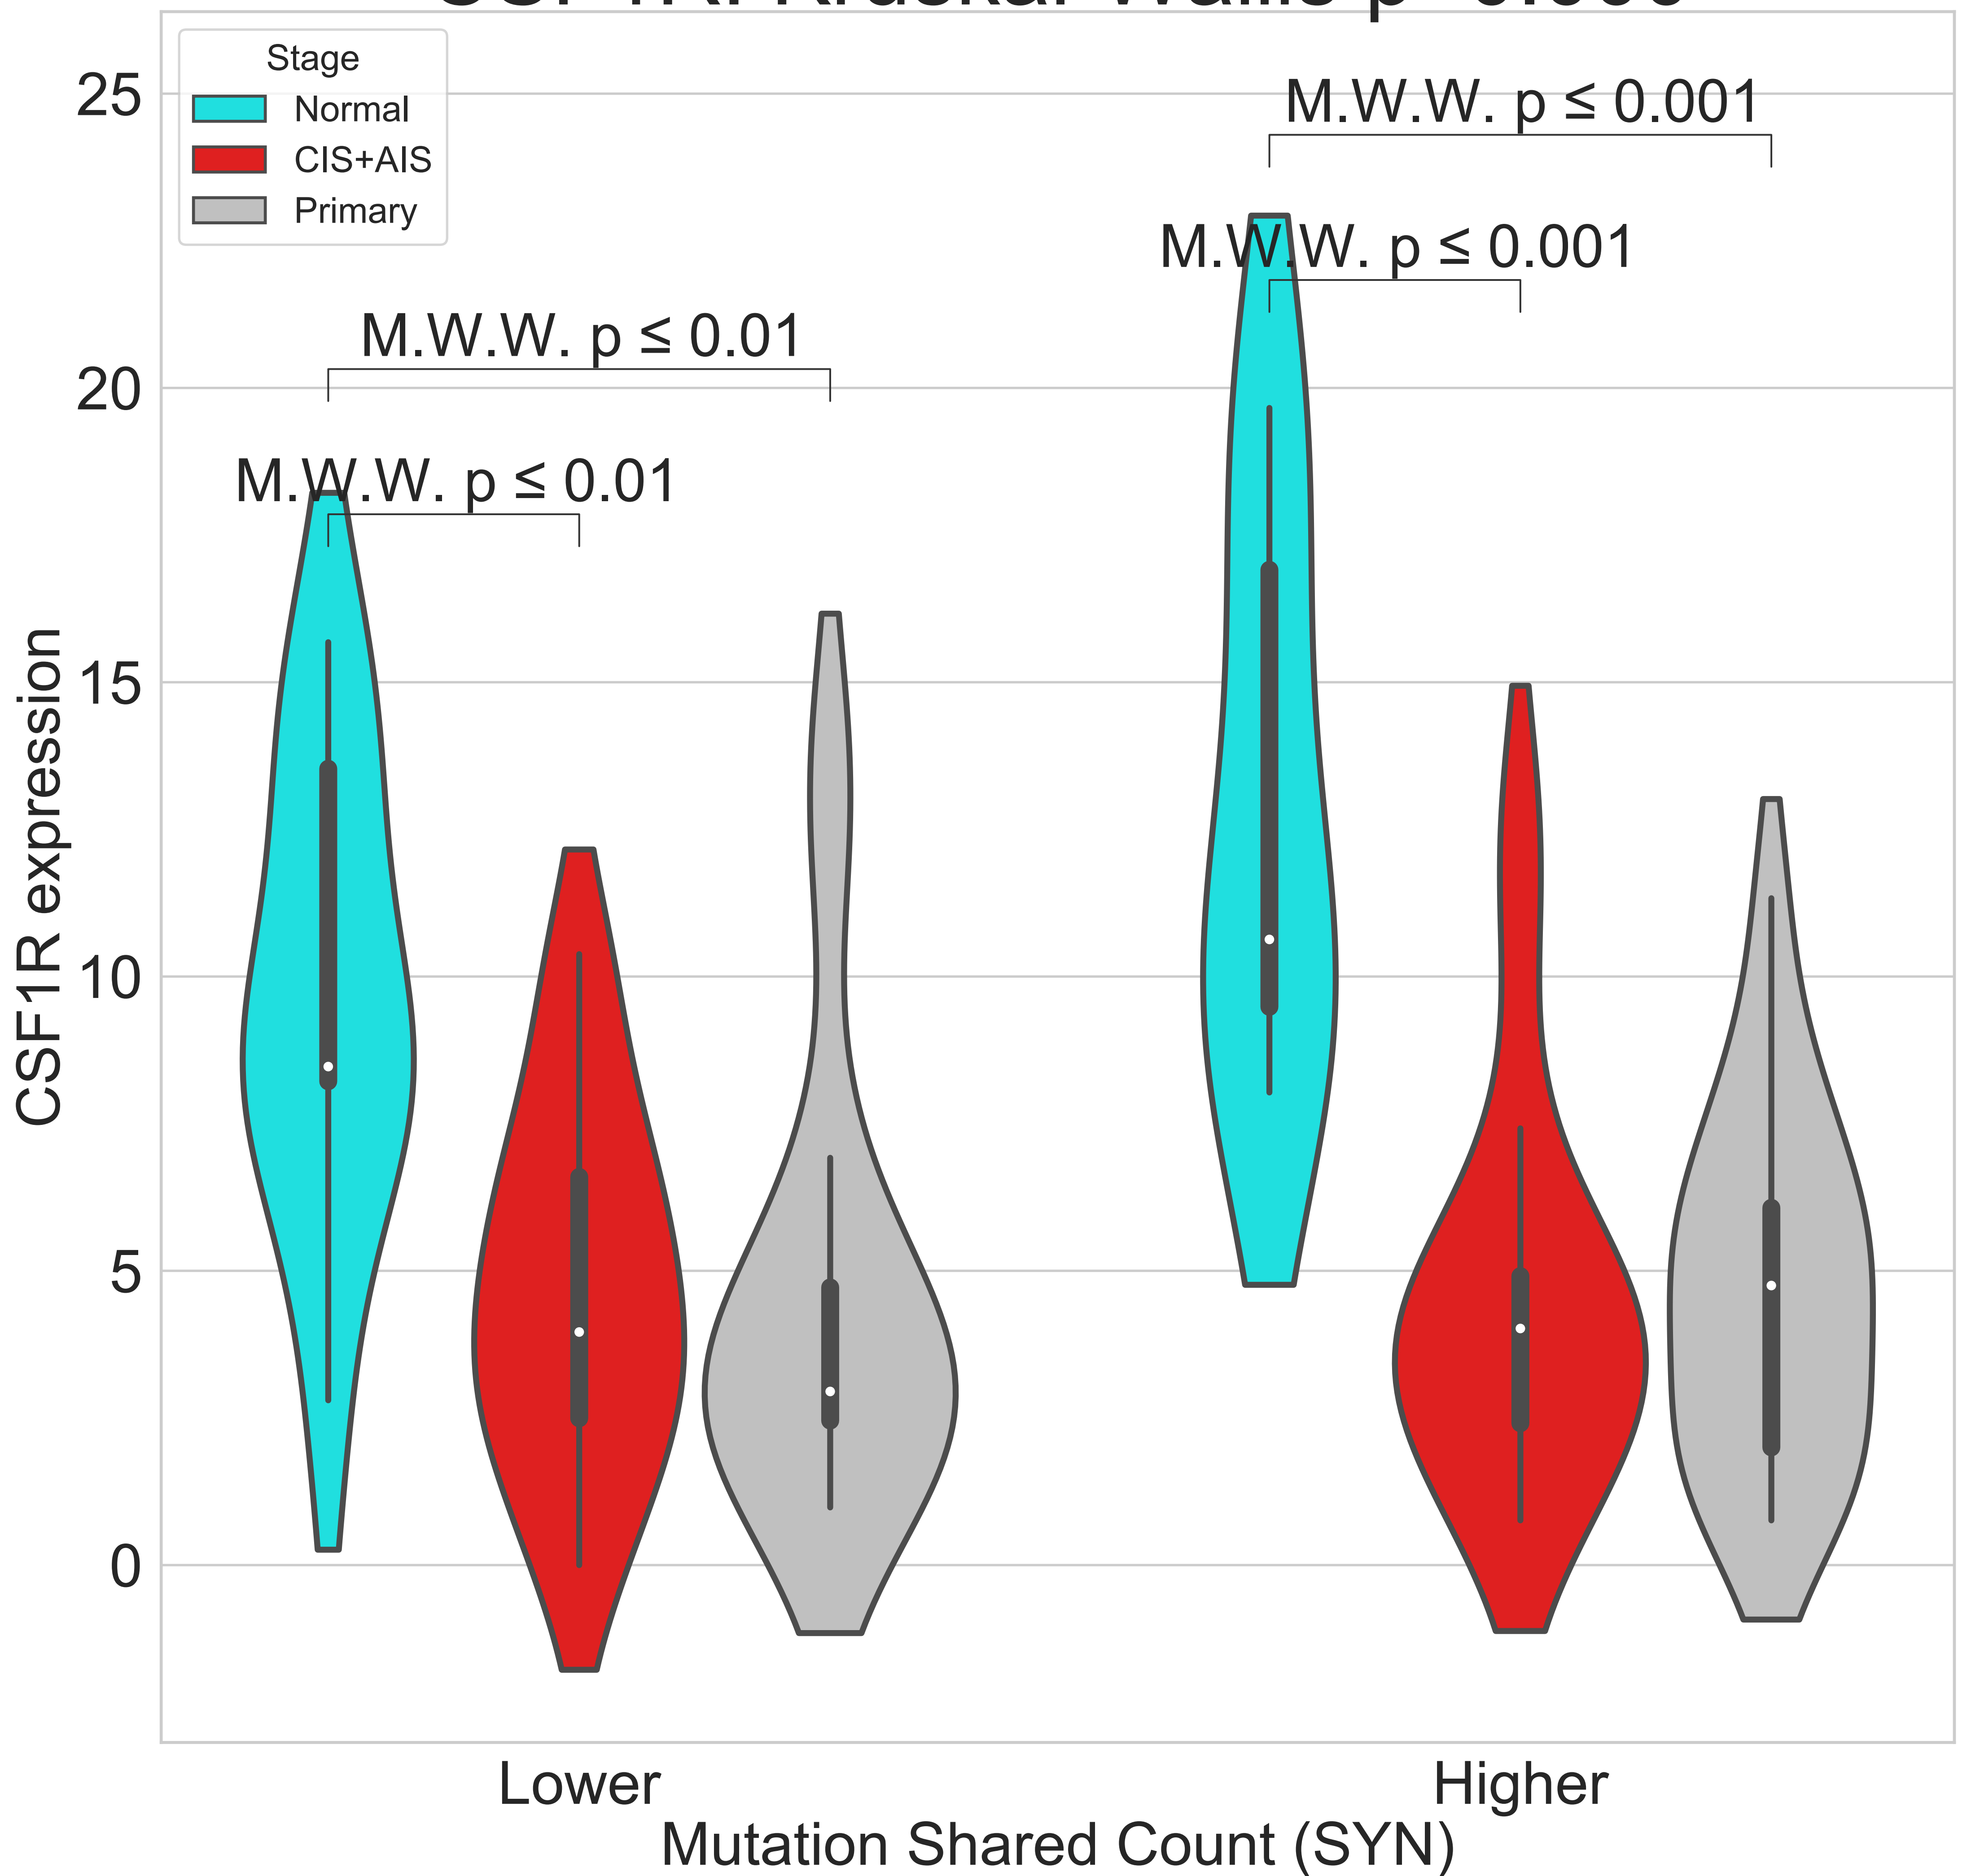 Stage
Normal
CIS+AIS
Primary
25
20
15
10
5
0
CSF1R expression
M.W.W. p ≤ 0.001
M.W.W. p ≤ 0.001
M.W.W. p ≤ 0.01
M.W.W. p ≤ 0.01
Lower
Higher
Mutation Shared Count (SYN)